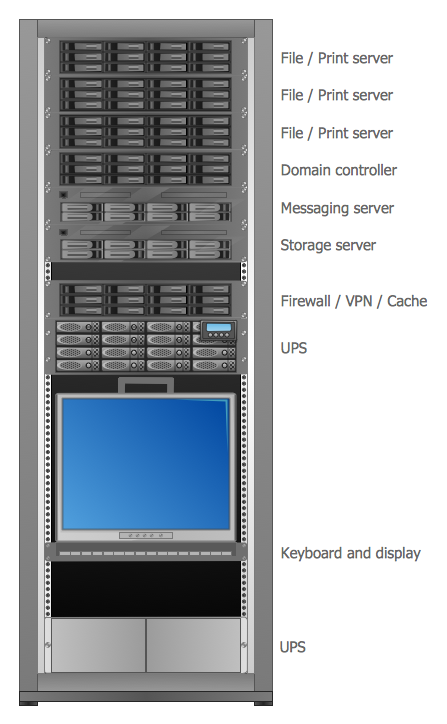 File / Print server
File / Print server
File / Print server
Domain controller
Messaging server
Storage server
Firewall / VPN / Cache
UPS
Keyboard and display
UPS